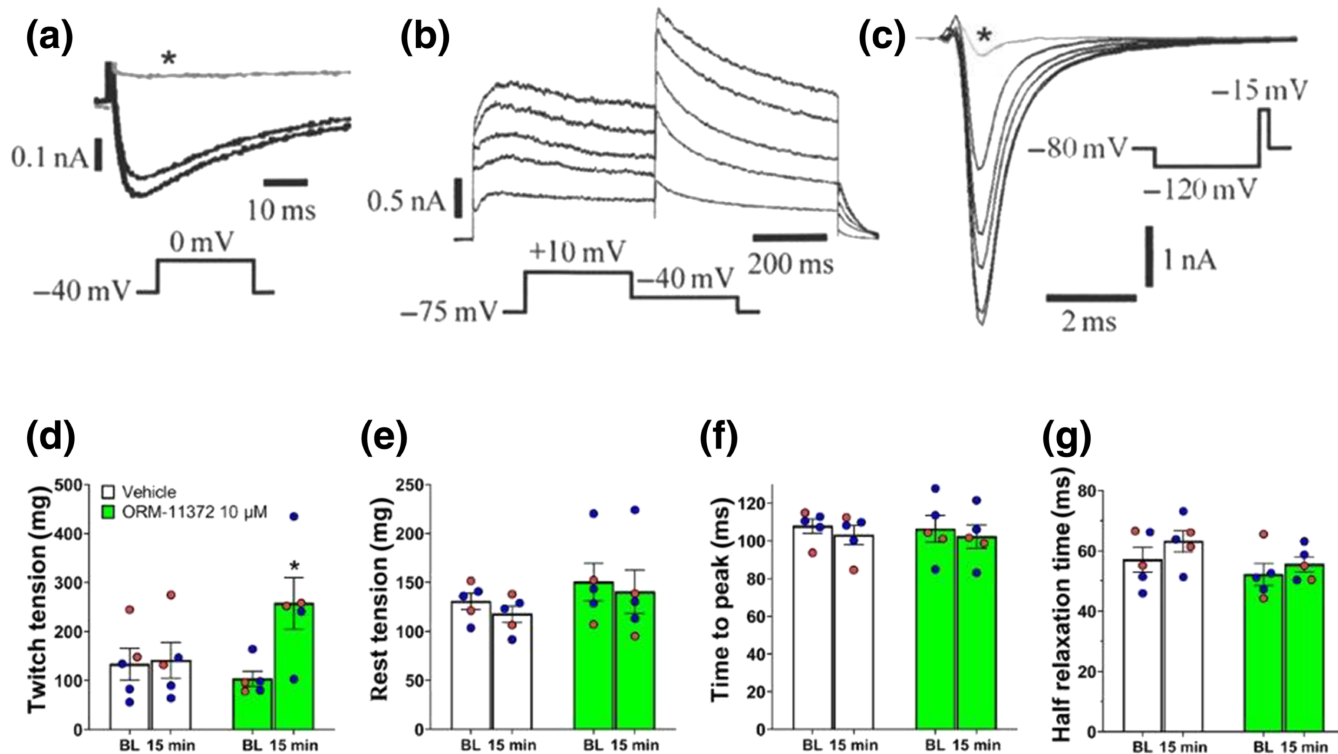 (a)
*
0.1 nA
10 ms
0 mV
−40 mV
(b)
0.5 nA
200 ms
+10 mV
−40 mV
−75 mV
(c)
*
−15 mV
−80 mV
−120 mV
1 nA
2 ms
(d)
Twitch tension (mg)
500
400
300
200
100
0
Vehicle
ORM-11372 10 µM
*
BL 15 min BL 15 min
(e)
Rest tension (mg)
250
200
150
100
50
0
BL 15 min BL 15 min
(f)
Time to peak (ms)
120
100
80
60
40
20
0
BL 15 min BL 15 min
(g)
Half relaxation time (ms)
80
60
40
20
0
BL 15 min BL 15 min